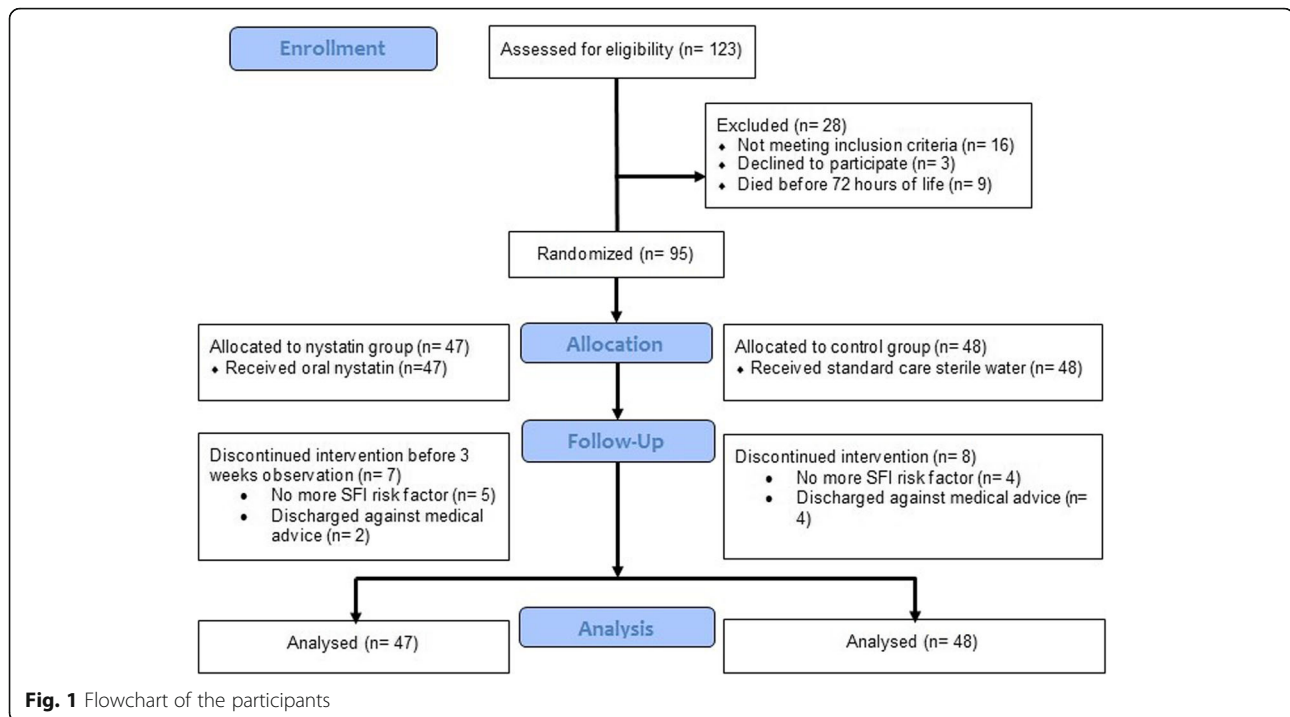 Enrollment
Assessed for eligibility (n= 123)
Excluded (n= 28)
♦ Not meeting inclusion criteria (n= 16)
♦ Declined to participate (n= 3)
♦ Died before 72 hours of life (n= 9)
Randomized (n= 95)
Allocation
Allocated to nystatin group (n= 47)
♦ Received oral nystatin (n=47)
Allocated to control group (n= 48)
♦ Received standard care sterile water (n= 48)
Follow-Up
Discontinued intervention before 3
weeks observation (n= 7)
• No more SFI risk factor (n= 5)
• Discharged against medical
advice (n= 2)
Discontinued intervention (n= 8)
• No more SFI risk factor (n= 4)
• Discharged against medical advice (n=
4)
Analysis
Analysed (n= 47)
Analysed (n= 48)
Fig. 1 Flowchart of the participants